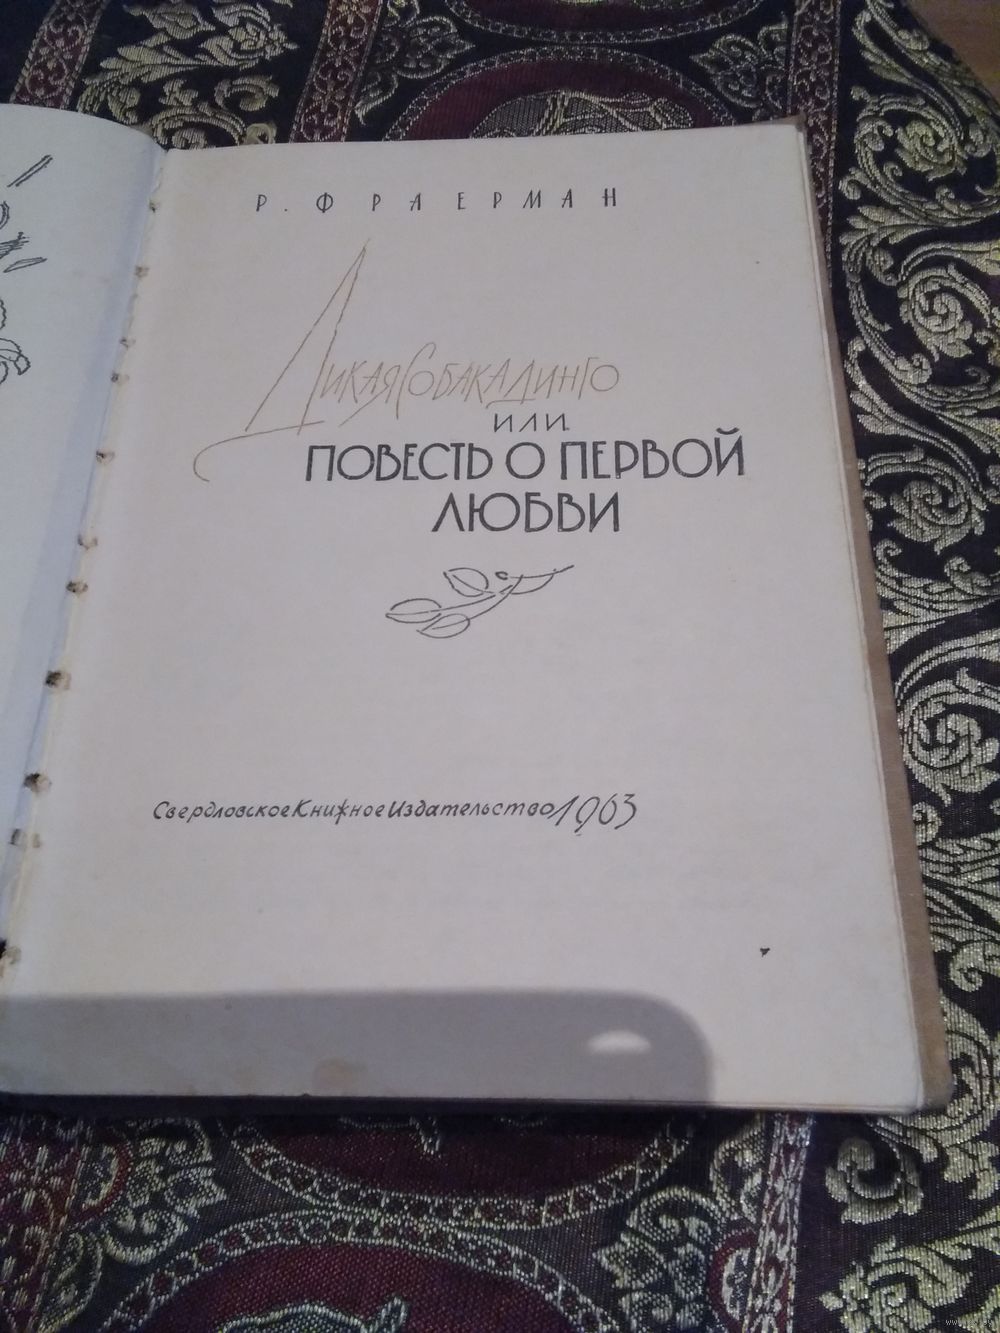 Р. ФРАЕРМАН
Дикая Собака динго
или
ПОВЕСТЬ О ПЕРВОЙ
ЛЮБВИ
Свердловское Книжное Издательство 1963